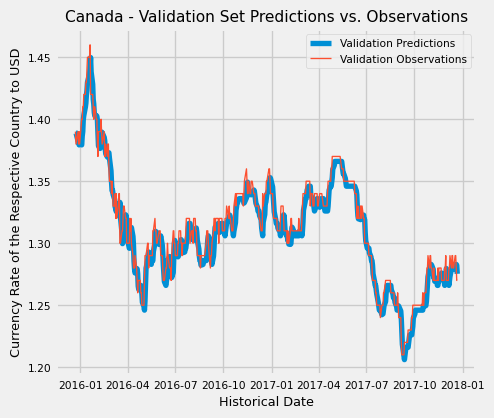 Canada - Validation Set Predictions vs. Observations
Validation Predictions
Validation Observations
Currency Rate of the Respective Country to USD
1.45
1.40
1.35
1.30
1.25
1.20
2016-01 2016-04 2016-07 2016-10 2017-01 2017-04 2017-07 2017-10 2018-01
Historical Date